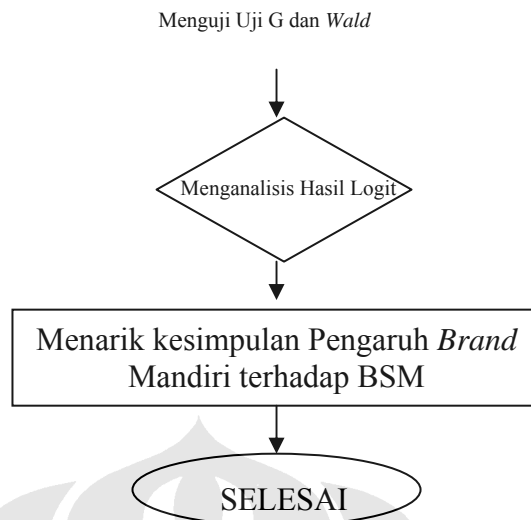 Menguji Uji G dan Wald
Menganalisis Hasil Logit
Menarik kesimpulan Pengaruh Brand
Mandiri terhadap BSM
SELESAI